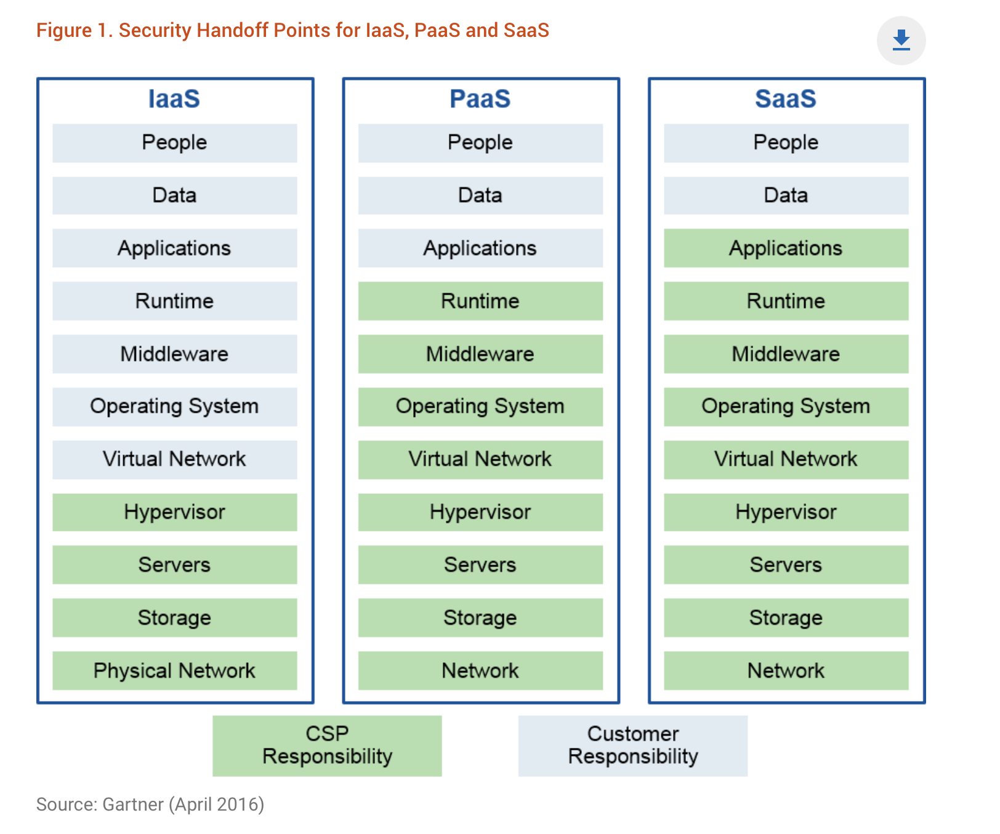 Figure 1. Security Handoff Points for IaaS, PaaS and SaaS
IaaS
People
Data
Applications
Runtime
Middleware
Operating System
Virtual Network
Hypervisor
Servers
Storage
Physical Network
PaaS
People
Data
Applications
Runtime
Middleware
Operating System
Virtual Network
Hypervisor
Servers
Storage
Network
SaaS
People
Data
Applications
Runtime
Middleware
Operating System
Virtual Network
Hypervisor
Servers
Storage
Network
CSP
Responsibility
Customer
Responsibility
Source: Gartner (April 2016)